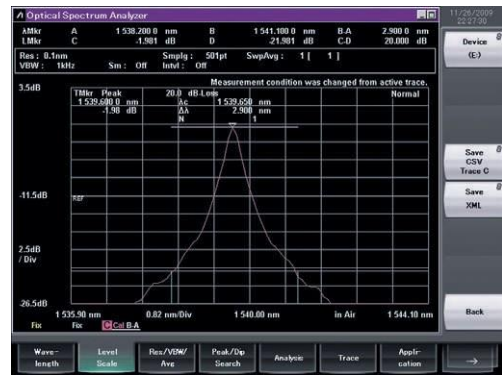 Optical Spectrum Analyzer
11/26/2009
22:27:30
λMkr A 1 538.200 0 nm B 1 541.100 0 nm B-A 2.900 0 nm
LMkr C -1.981 dB D -21.981 dB C-D 20.000 dB
Res : 0.1nm Smplg : 501pt SwpAvg : 1 [ 1 ]
VBW : 1kHz Sm : Off Intvl : Off
Measurement condition was changed from active trace.
3.5dB
TMkr Peak 20.0 dB-Loss Normal
1 539.600 0 nm λc 1 539.650 nm
-1.98 dB Δλ 2.900 nm
N 1
-11.5dB
REF
2.5dB
/ Div
-26.5dB
1 535.90 nm 0.82 nm/Div 1 540.00 nm in Air 1 544.10 nm
Fix Fix C Cal B-A
Device
(E:)
Save
CSV
Trace C
Save
XML
Back
Wave-
length
Level
Scale
Res/VBW/
Avg
Peak/Dip
Search
Analysis
Trace
Appli-
cation
→